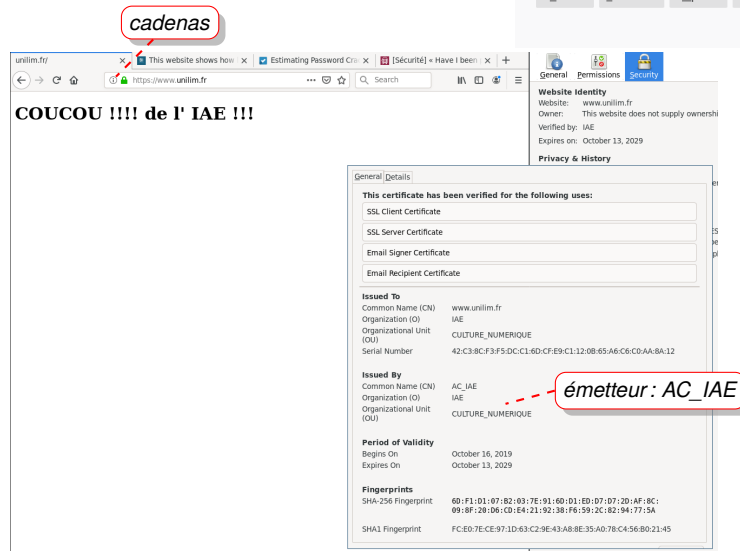 cadenas
unilim.fr/
This website shows how
Estimating Password Cra
[Sécurité] « Have I been
https://www.unilim.fr
Search
COUCOU !!!! de l' IAE !!!
General Permissions Security
Website Identity
Website: www.unilim.fr
Owner: This website does not supply ownershi
Verified by: IAE
Expires on: October 13, 2029
Privacy & History
General Details
This certificate has been verified for the following uses:
SSL Client Certificate
SSL Server Certificate
Email Signer Certificate
Email Recipient Certificate
Issued To
Common Name (CN) www.unilim.fr
Organization (O) IAE
Organizational Unit
(OU) CULTURE_NUMERIQUE
Serial Number 42:C3:8C:F3:F5:DC:C1:6D:CF:E9:C1:12:0B:65:A6:C6:C0:AA:8A:12
Issued By
Common Name (CN) AC_IAE
Organization (O) IAE
Organizational Unit
(OU) CULTURE_NUMERIQUE
émetteur : AC_IAE
Period of Validity
Begins On October 16, 2019
Expires On October 13, 2029
Fingerprints
SHA-256 Fingerprint 6D:F1:D1:07:B2:03:7E:91:6D:D1:ED:D7:D7:2D:AF:8C:
09:8F:20:D6:CD:E4:21:92:38:F6:59:2C:82:94:77:5A
SHA1 Fingerprint FC:E0:7E:CE:97:1D:63:C2:9E:43:A8:8E:35:A0:78:C4:56:B0:21:45